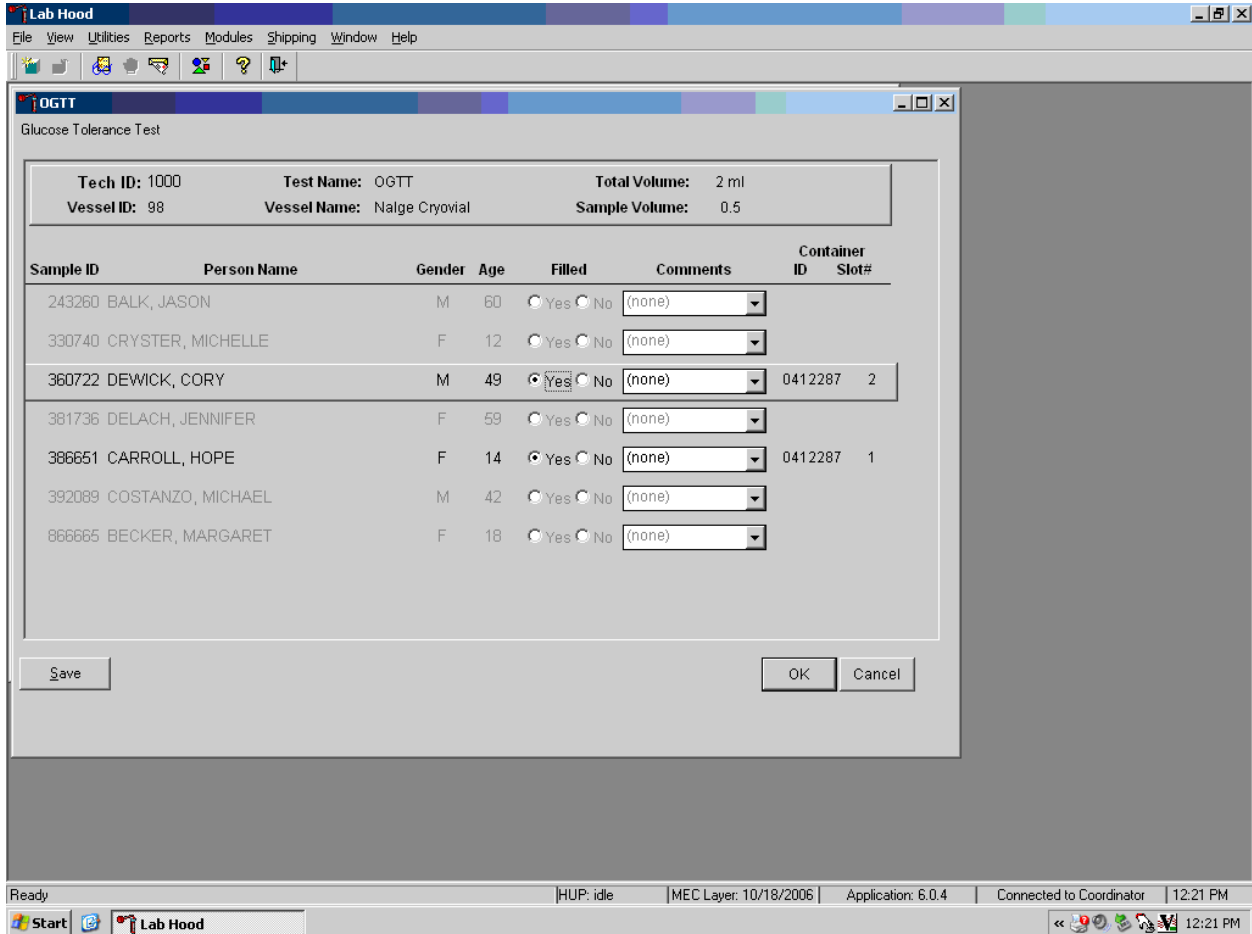 Lab Hood
File View Utilities Reports Modules Shipping Window Help
OGTT
Glucose Tolerance Test
Tech ID: 1000 Test Name: OGTT Total Volume: 2 ml
Vessel ID: 98 Vessel Name: Nalge Cryovial Sample Volume: 0.5
Container
Sample ID Person Name Gender Age Filled Comments ID Slot#
243260 BALK, JASON M 60 Yes No (none)
330740 CRYSTER, MICHELLE F 12 Yes No (none)
360722 DEWICK, CORY M 49 Yes No (none) 0412287 2
381736 DELACH, JENNIFER F 59 Yes No (none)
386651 CARROLL, HOPE F 14 Yes No (none) 0412287 1
392089 COSTANZO, MICHAEL M 42 Yes No (none)
866665 BECKER, MARGARET F 18 Yes No (none)
Save OK Cancel
Ready HUP: idle MEC Layer: 10/18/2006 Application: 6.0.4 Connected to Coordinator 12:21 PM
Start Lab Hood « 12:21 PM